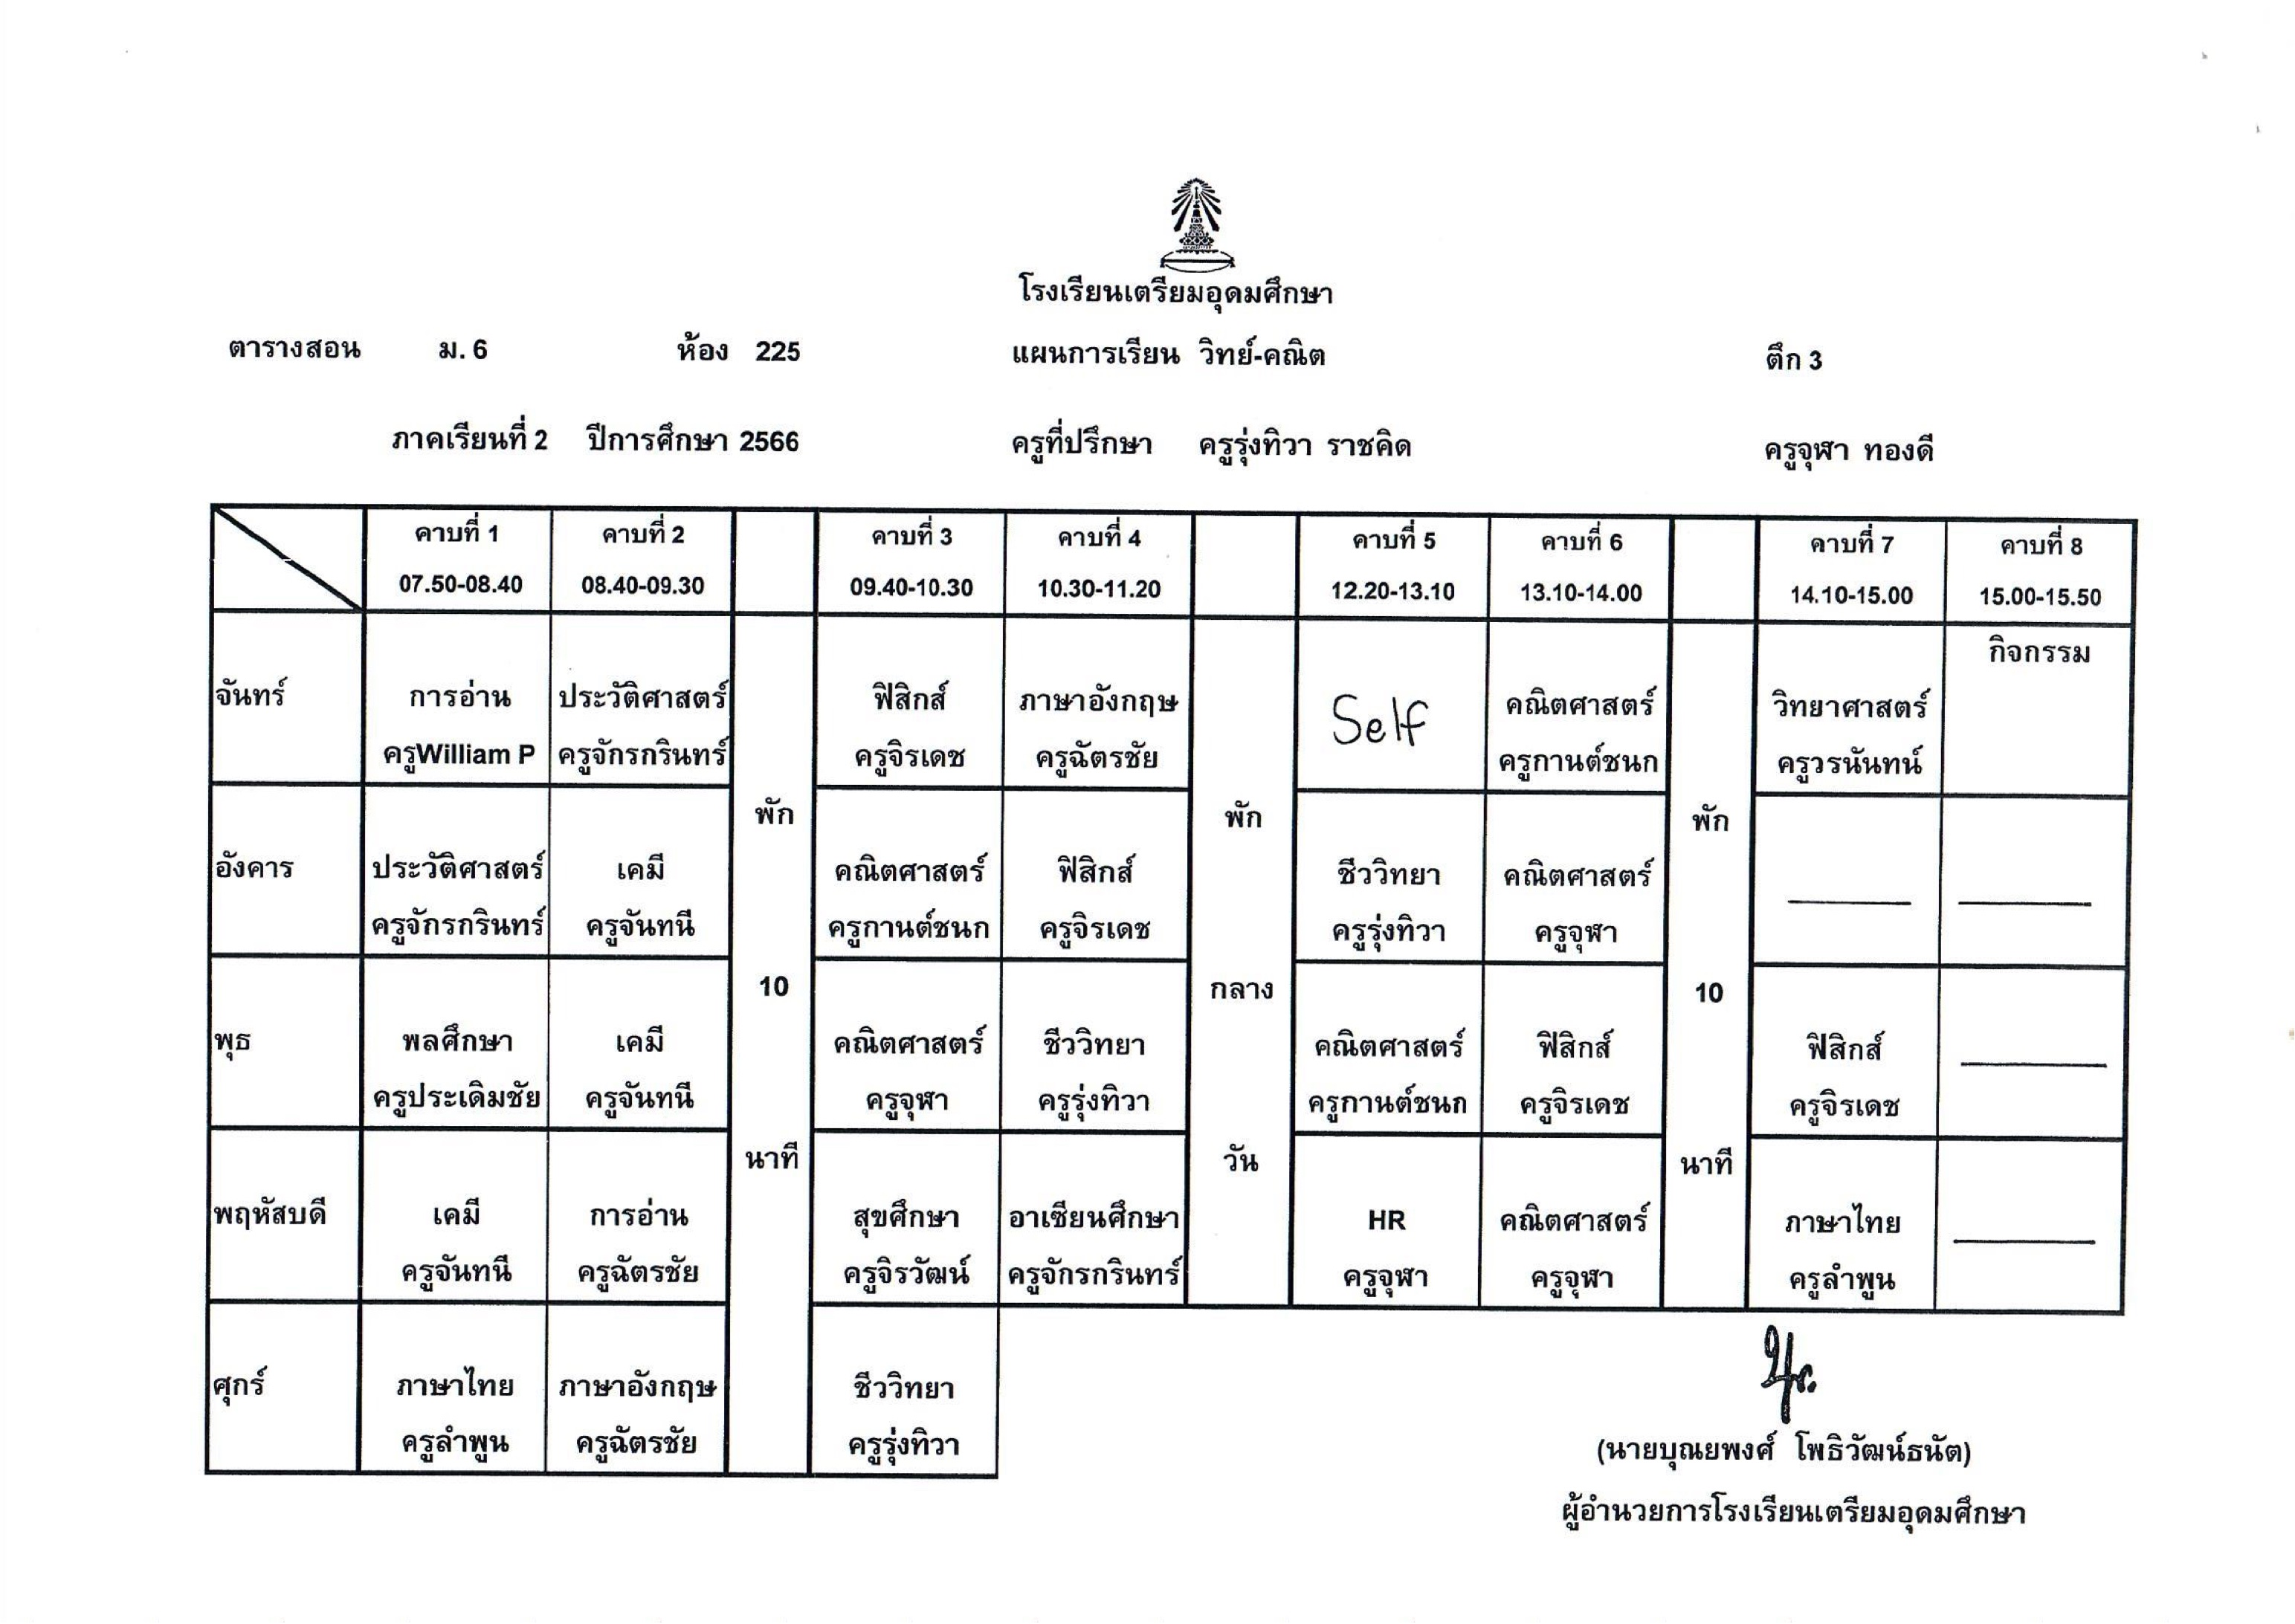 โรงเรียนเตรียมอุดมศึกษา
ตารางสอน ม. 6 ห้อง 225 แผนการเรียน วิทย์-คณิต ตึก 3
ภาคเรียนที่ 2 ปีการศึกษา 2566 ครูที่ปรึกษา ครูรุ่งทิวา ราชคิด ครูจุฬา ทองดี
คาบที่ 1 คาบที่ 2 คาบที่ 3 คาบที่ 4 คาบที่ 5 คาบที่ 6 คาบที่ 7 คาบที่ 8
07.50-08.40 08.40-09.30 09.40-10.30 10.30-11.20 12.20-13.10 13.10-14.00 14.10-15.00 15.00-15.50
กิจกรรม
จันทร์ การอ่าน ประวัติศาสตร์ ฟิสิกส์ ภาษาอังกฤษ Self คณิตศาสตร์ วิทยาศาสตร์
ครูWilliam P ครูจักรกรินทร์ ครูจิรเดช ครูฉัตรชัย ครูกานต์ชนก ครูวรนันทน์
พัก พัก พัก
อังคาร ประวัติศาสตร์ เคมี คณิตศาสตร์ ฟิสิกส์ ชีววิทยา คณิตศาสตร์
ครูจักรกรินทร์ ครูจันทนี ครูกานต์ชนก ครูจิรเดช ครูรุ่งทิวา ครูจุฬา
10 กลาง 10
พุธ พลศึกษา เคมี คณิตศาสตร์ ชีววิทยา คณิตศาสตร์ ฟิสิกส์ ฟิสิกส์
ครูประเดิมชัย ครูจันทนี ครูจุฬา ครูรุ่งทิวา ครูกานต์ชนก ครูจิรเดช ครูจิรเดช
นาที วัน นาที
พฤหัสบดี เคมี การอ่าน สุขศึกษา อาเซียนศึกษา HR คณิตศาสตร์ ภาษาไทย
ครูจันทนี ครูฉัตรชัย ครูจิรวัฒน์ ครูจักรกรินทร์ ครูจุฬา ครูจุฬา ครูลำพูน
ศุกร์ ภาษาไทย ภาษาอังกฤษ ชีววิทยา
ครูลำพูน ครูฉัตรชัย ครูรุ่งทิวา
(นายบุณยพงศ์ โพธิวัฒน์ธนัต)
ผู้อำนวยการโรงเรียนเตรียมอุดมศึกษา